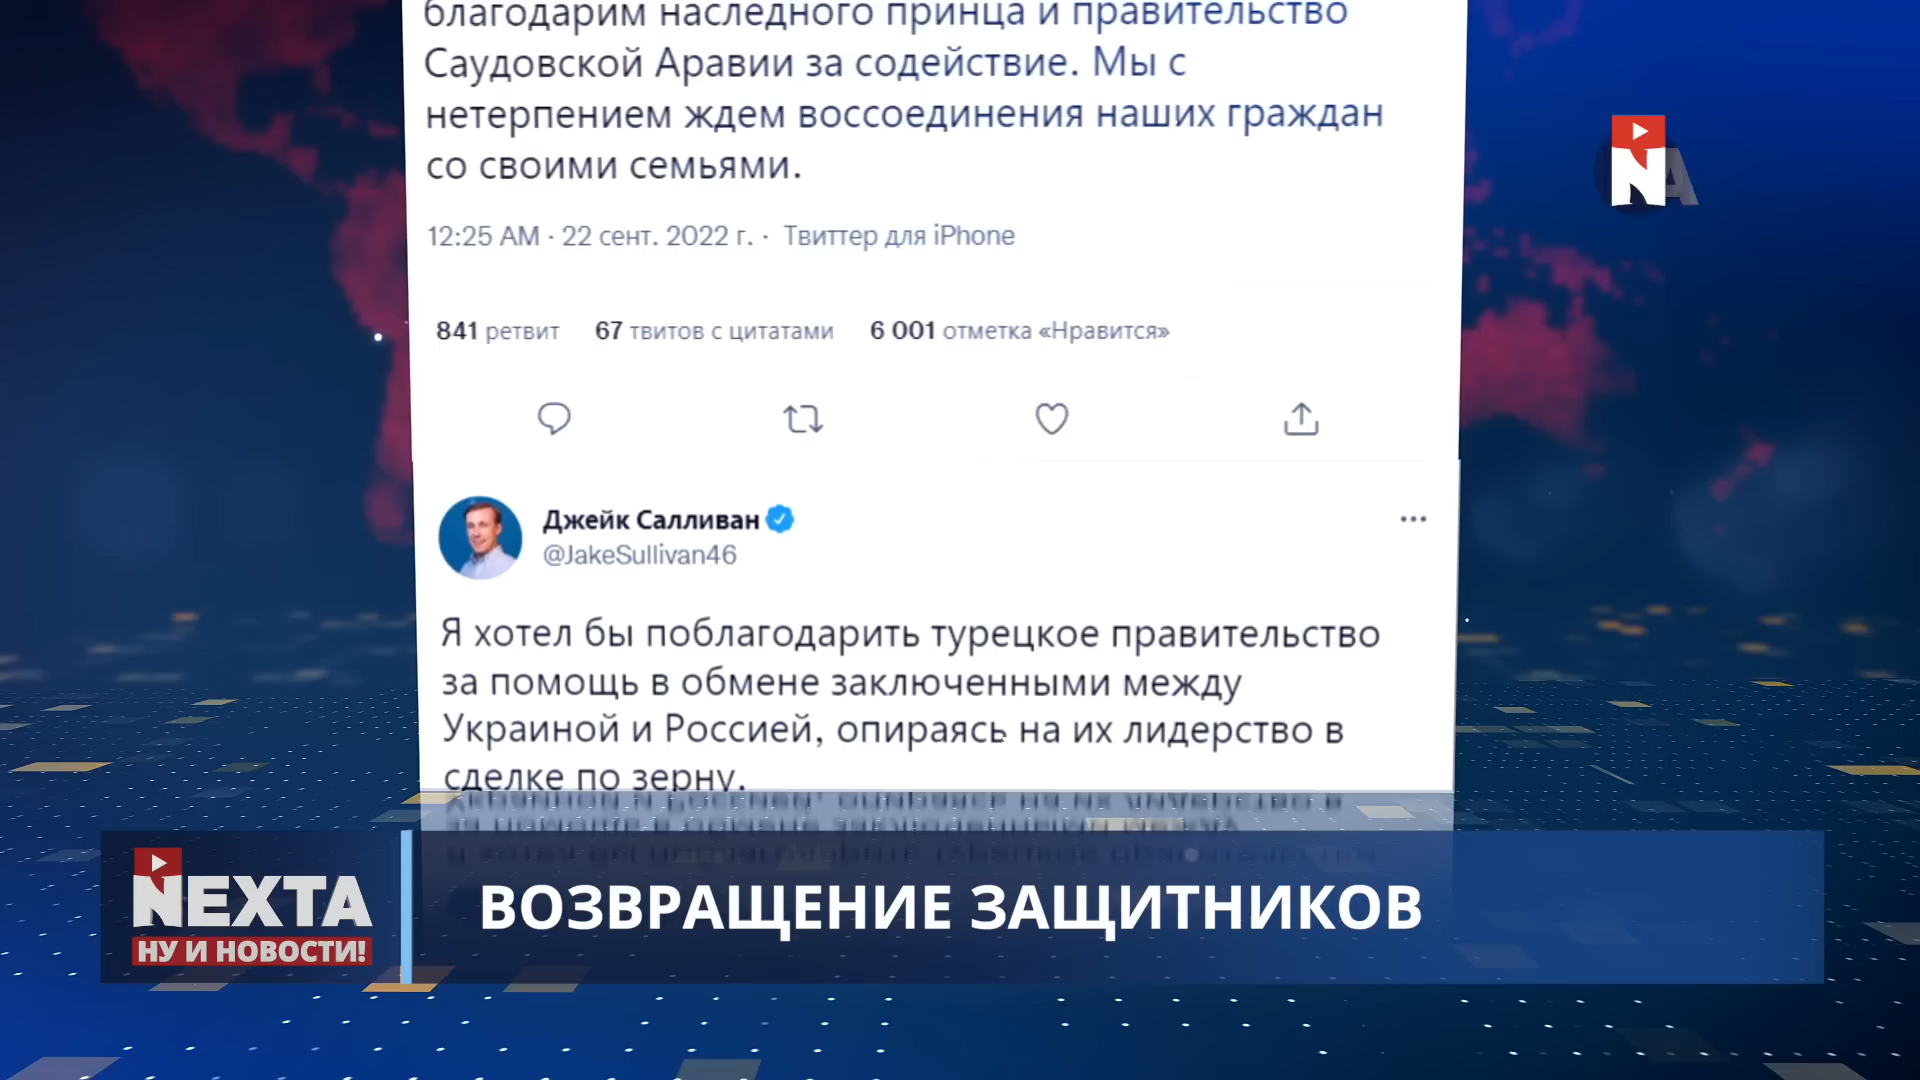 благодарим наследного принца и правительство
Саудовской Аравии за содействие. Мы с
нетерпением ждем воссоединения наших граждан
со своими семьями.
12:25 AM · 22 сент. 2022 г. · Твиттер для iPhone
841 ретвит 67 твитов с цитатами 6 001 отметка «Нравится»
Джейк Салливан
@JakeSullivan46
Я хотел бы поблагодарить турецкое правительство
за помощь в обмене заключенными между
Украиной и Россией, опираясь на их лидерство в
сделке по зерну.
NEXTA
НУ И НОВОСТИ!
ВОЗВРАЩЕНИЕ ЗАЩИТНИКОВ